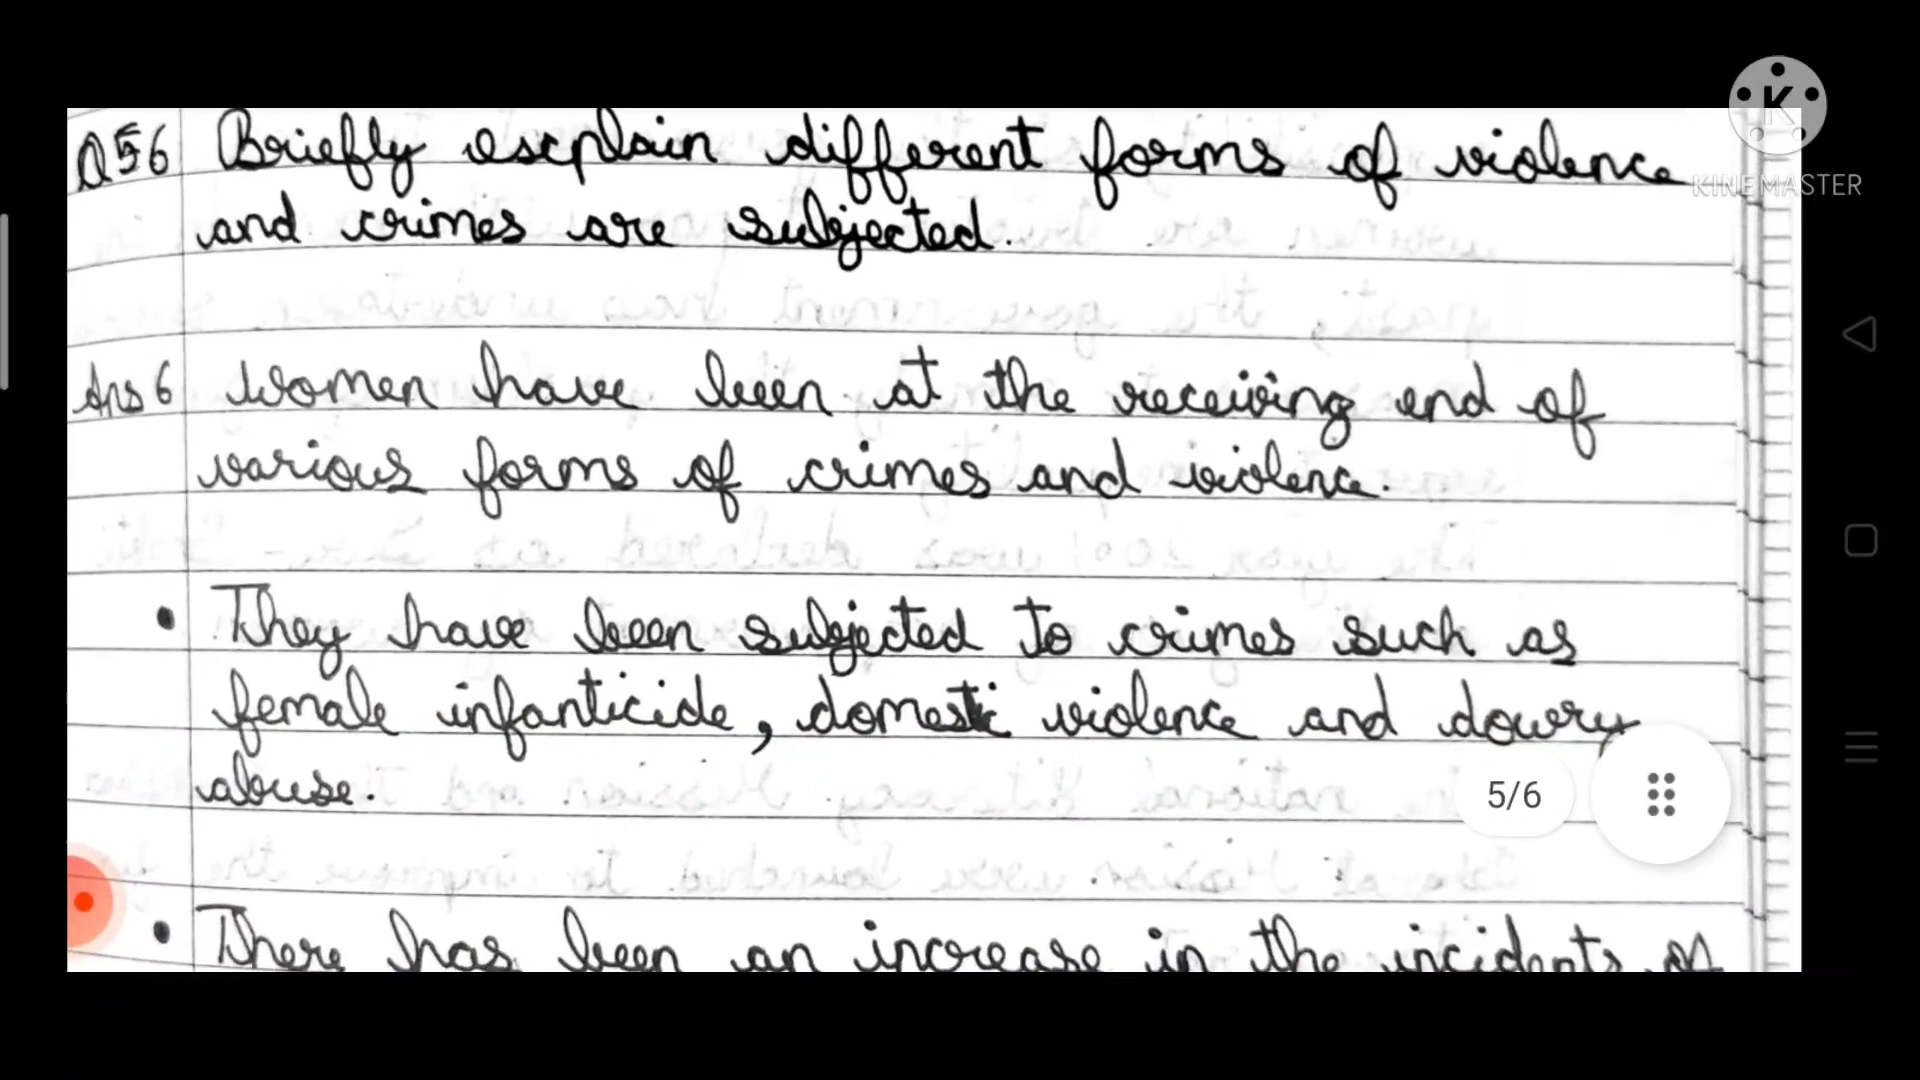 Q56 Briefly explain different forms of violence
KINEMASTER
and crimes are subjected.
Ans 6 Women have been at the receiving end of
various forms of crimes and violence.
• They have been subjected to crimes such as
female infanticide, domestic violence and dowry
abuse.
5/6
• There has been an increase in the incidents of